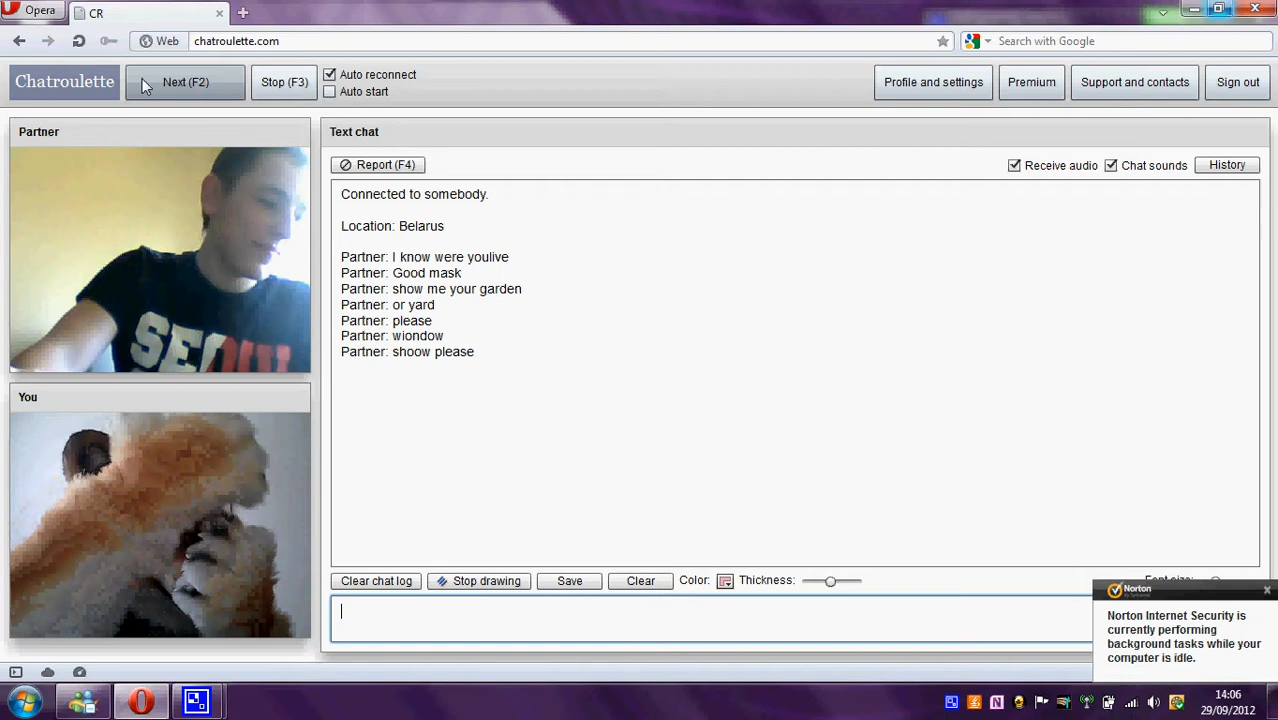 Opera
CR
Web
chatroulette.com
Search with Google
Chatroulette
Next (F2)
Stop (F3)
Auto reconnect
Auto start
Profile and settings
Premium
Support and contacts
Sign out
Partner
Text chat
Report (F4)
Receive audio
Chat sounds
History
Connected to somebody.
Location: Belarus
Partner: I know were youlive
Partner: Good mask
Partner: show me your garden
Partner: or yard
Partner: please
Partner: wiondow
Partner: shoow please
SEOUL
You
Clear chat log
Stop drawing
Save
Clear
Color:
Thickness:
Norton
Norton Internet Security is
currently performing
background tasks while your
computer is idle.
14:06
29/09/2012